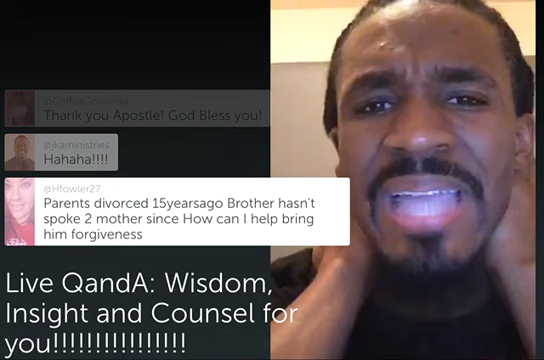 @CoffeeConversa
Thank you Apostle! God Bless you!
@jkaministries
Hahaha!!!!
@Hfowler27
Parents divorced 15yearsago Brother hasn't
spoke 2 mother since How can I help bring
him forgiveness
Live QandA: Wisdom,
Insight and Counsel for
you!!!!!!!!!!!!!!!!!